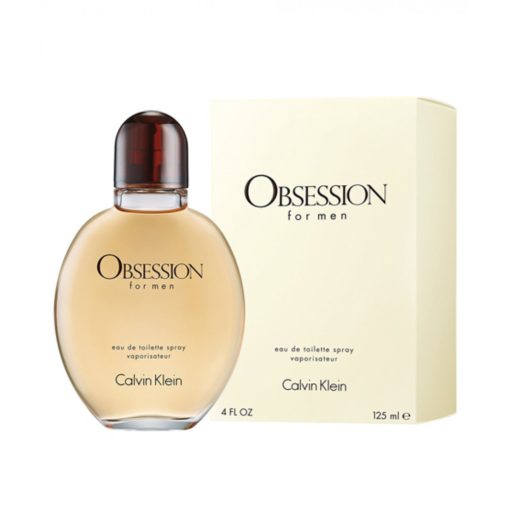 OBSESSION
for men
eau de toilette spray
vaporisateur
Calvin Klein
OBSESSION
for men
eau de toilette spray
vaporisateur
Calvin Klein
4 FL OZ 125 ml ℮